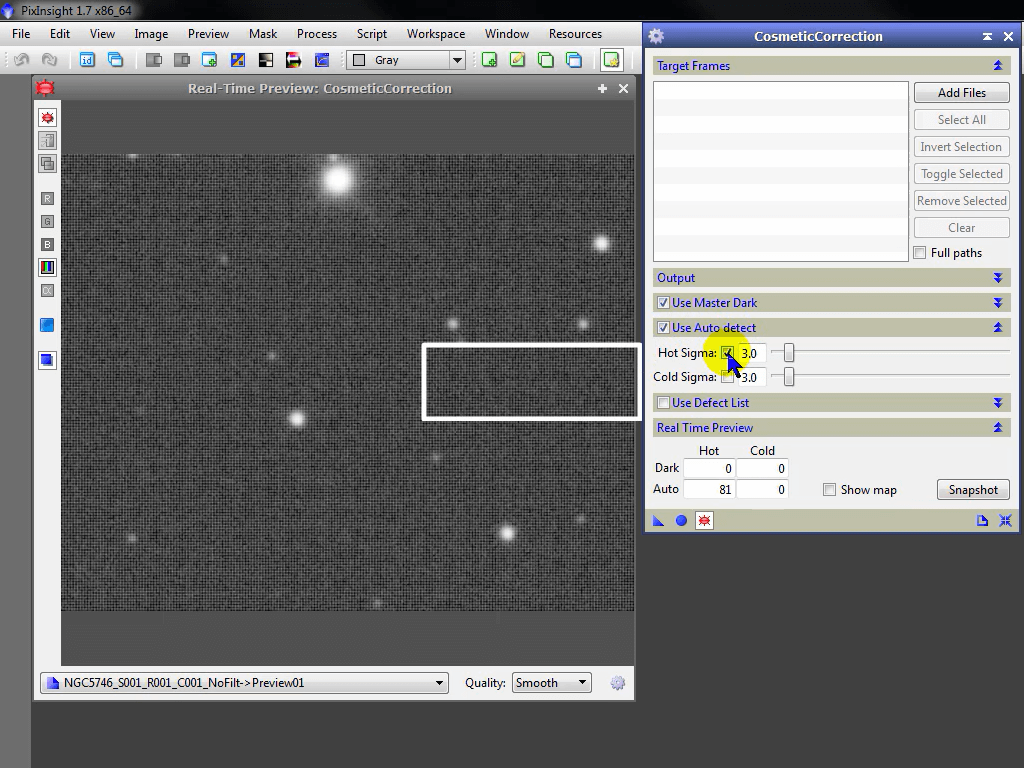 PixInsight 1.7 x86_64
File Edit View Image Preview Mask Process Script Workspace Window Resources
id Gray
Real-Time Preview: CosmeticCorrection
R
G
B
NGC5746_S001_R001_C001_NoFilt->Preview01 Quality: Smooth
CosmeticCorrection
Target Frames
Add Files
Select All
Invert Selection
Toggle Selected
Remove Selected
Clear
Full paths
Output
Use Master Dark
Use Auto detect
Hot Sigma: 3.0
Cold Sigma: 3.0
Use Defect List
Real Time Preview
Hot Cold
Dark 0 0
Auto 81 0 Show map Snapshot